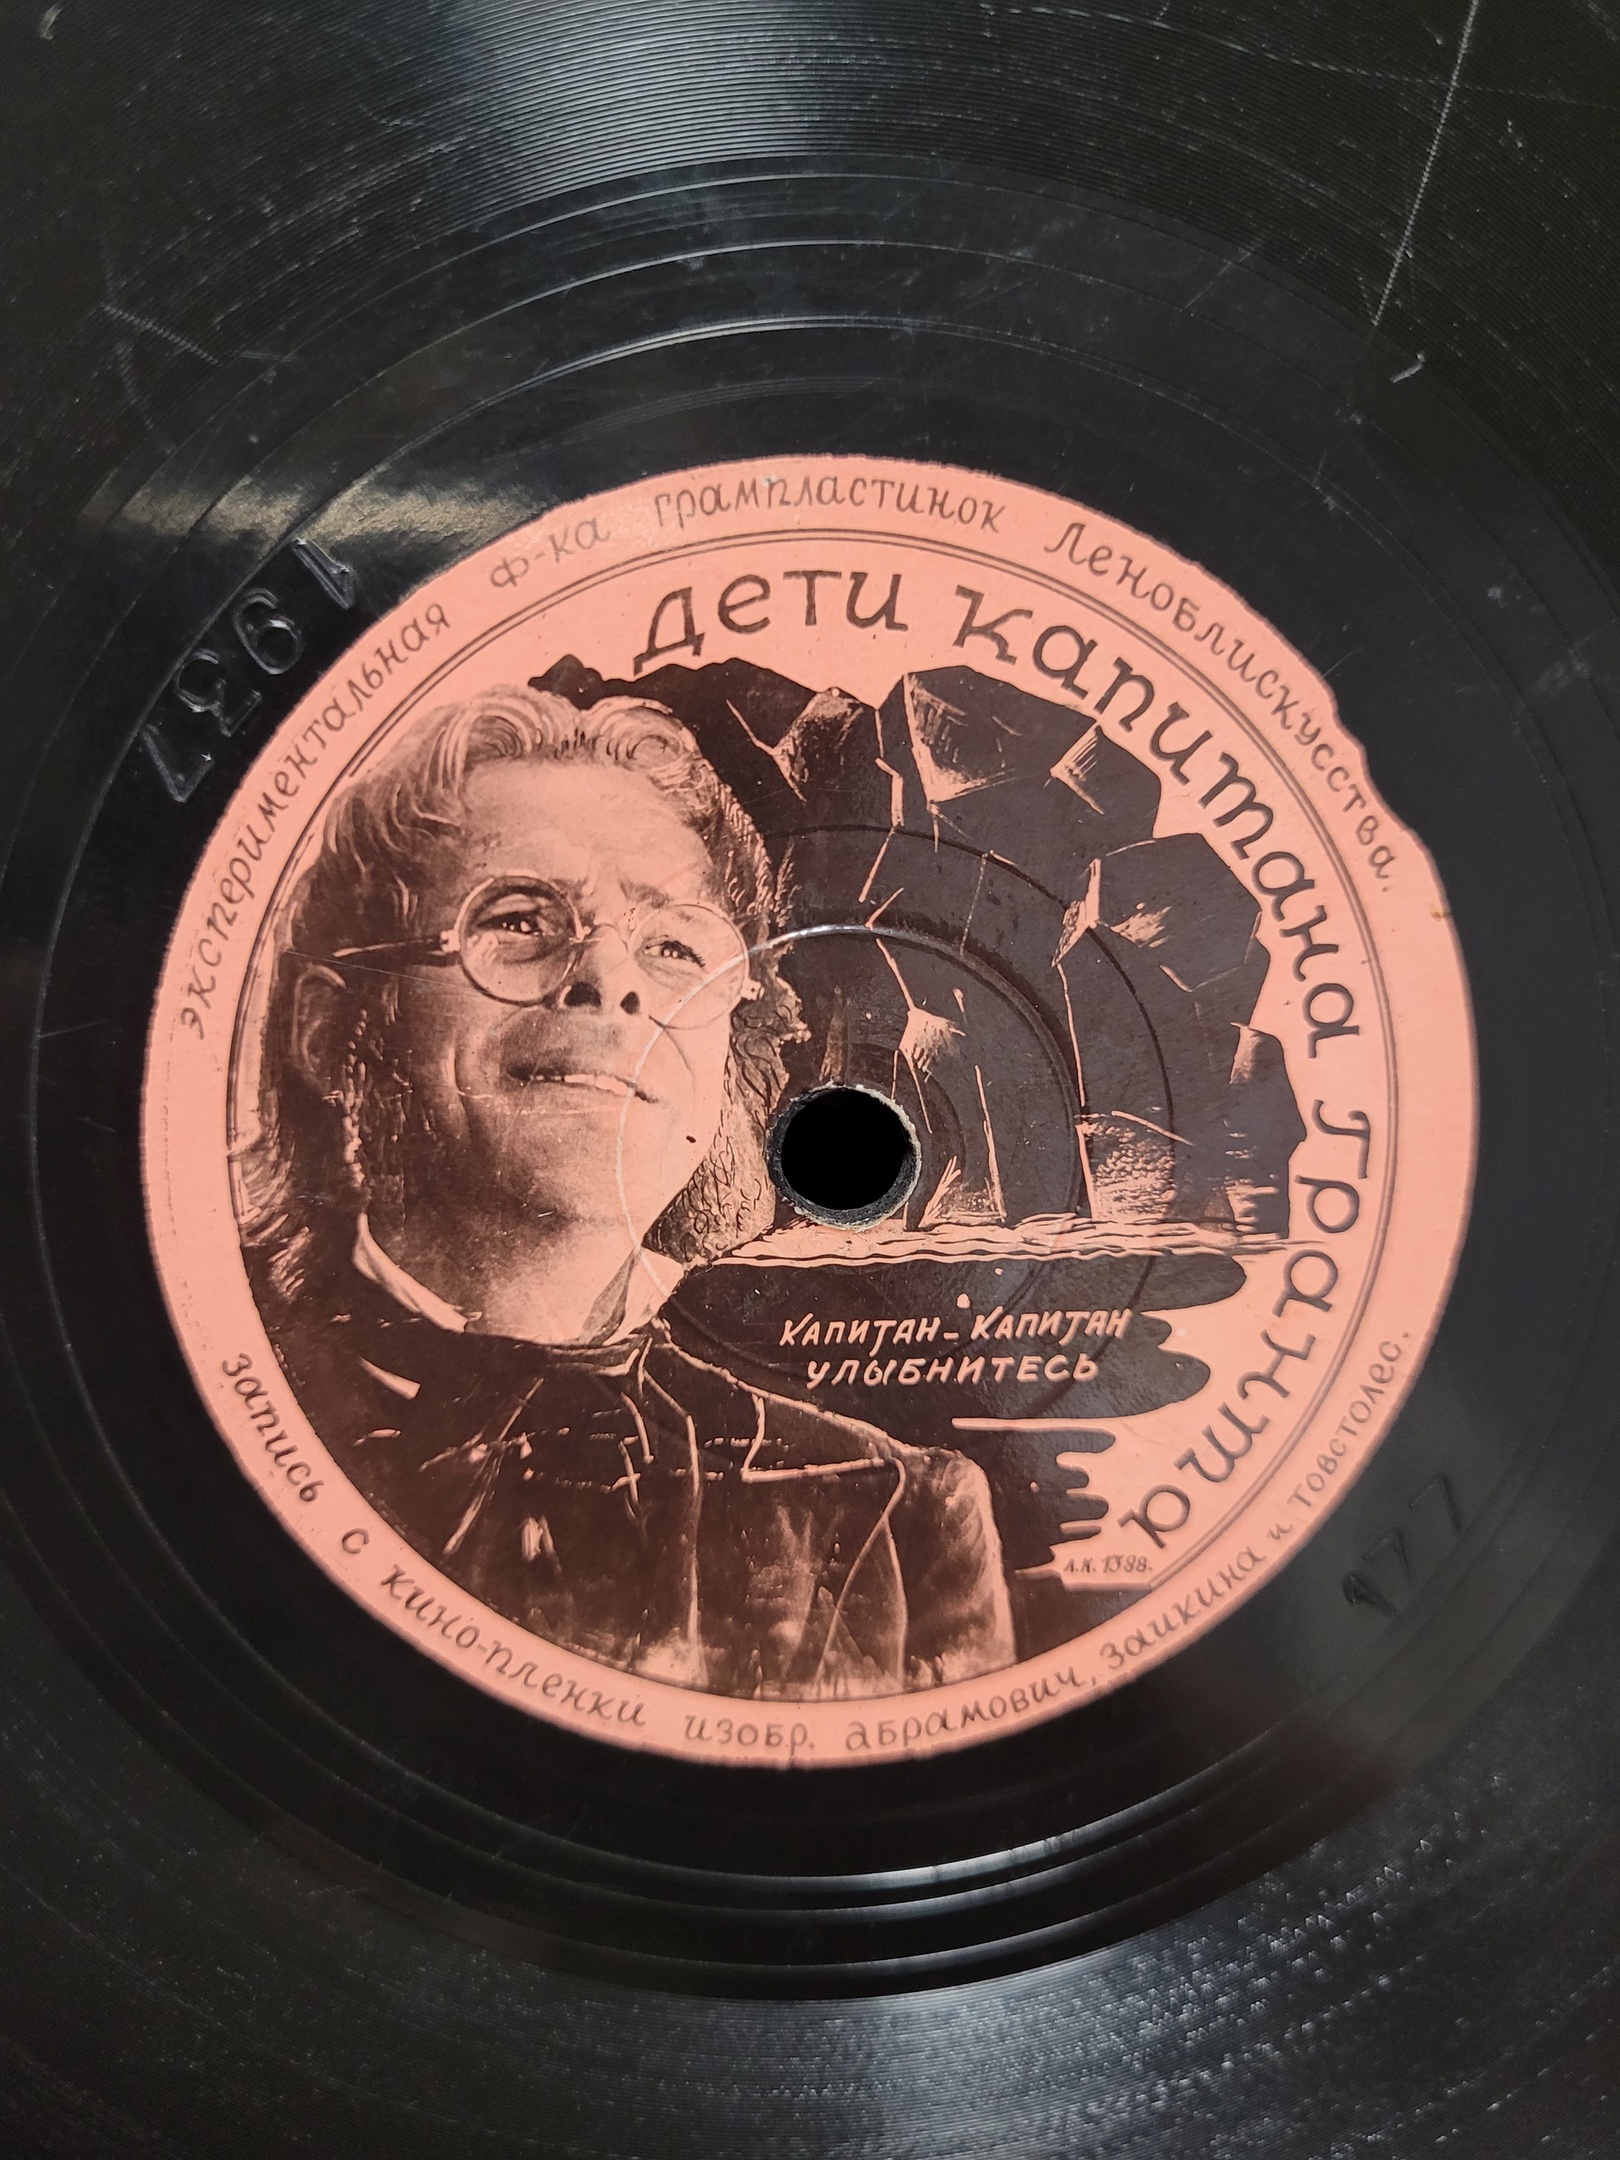 экспериментальная ф-ка грампластинок Леноблискусства.
Дети капитана Гранта
КАПИТАН-КАПИТАН
УЛЫБНИТЕСЬ
Л.К. 1388.
запись с кино-пленки изобр. абрамович, заикина и товстолес.
1937
177